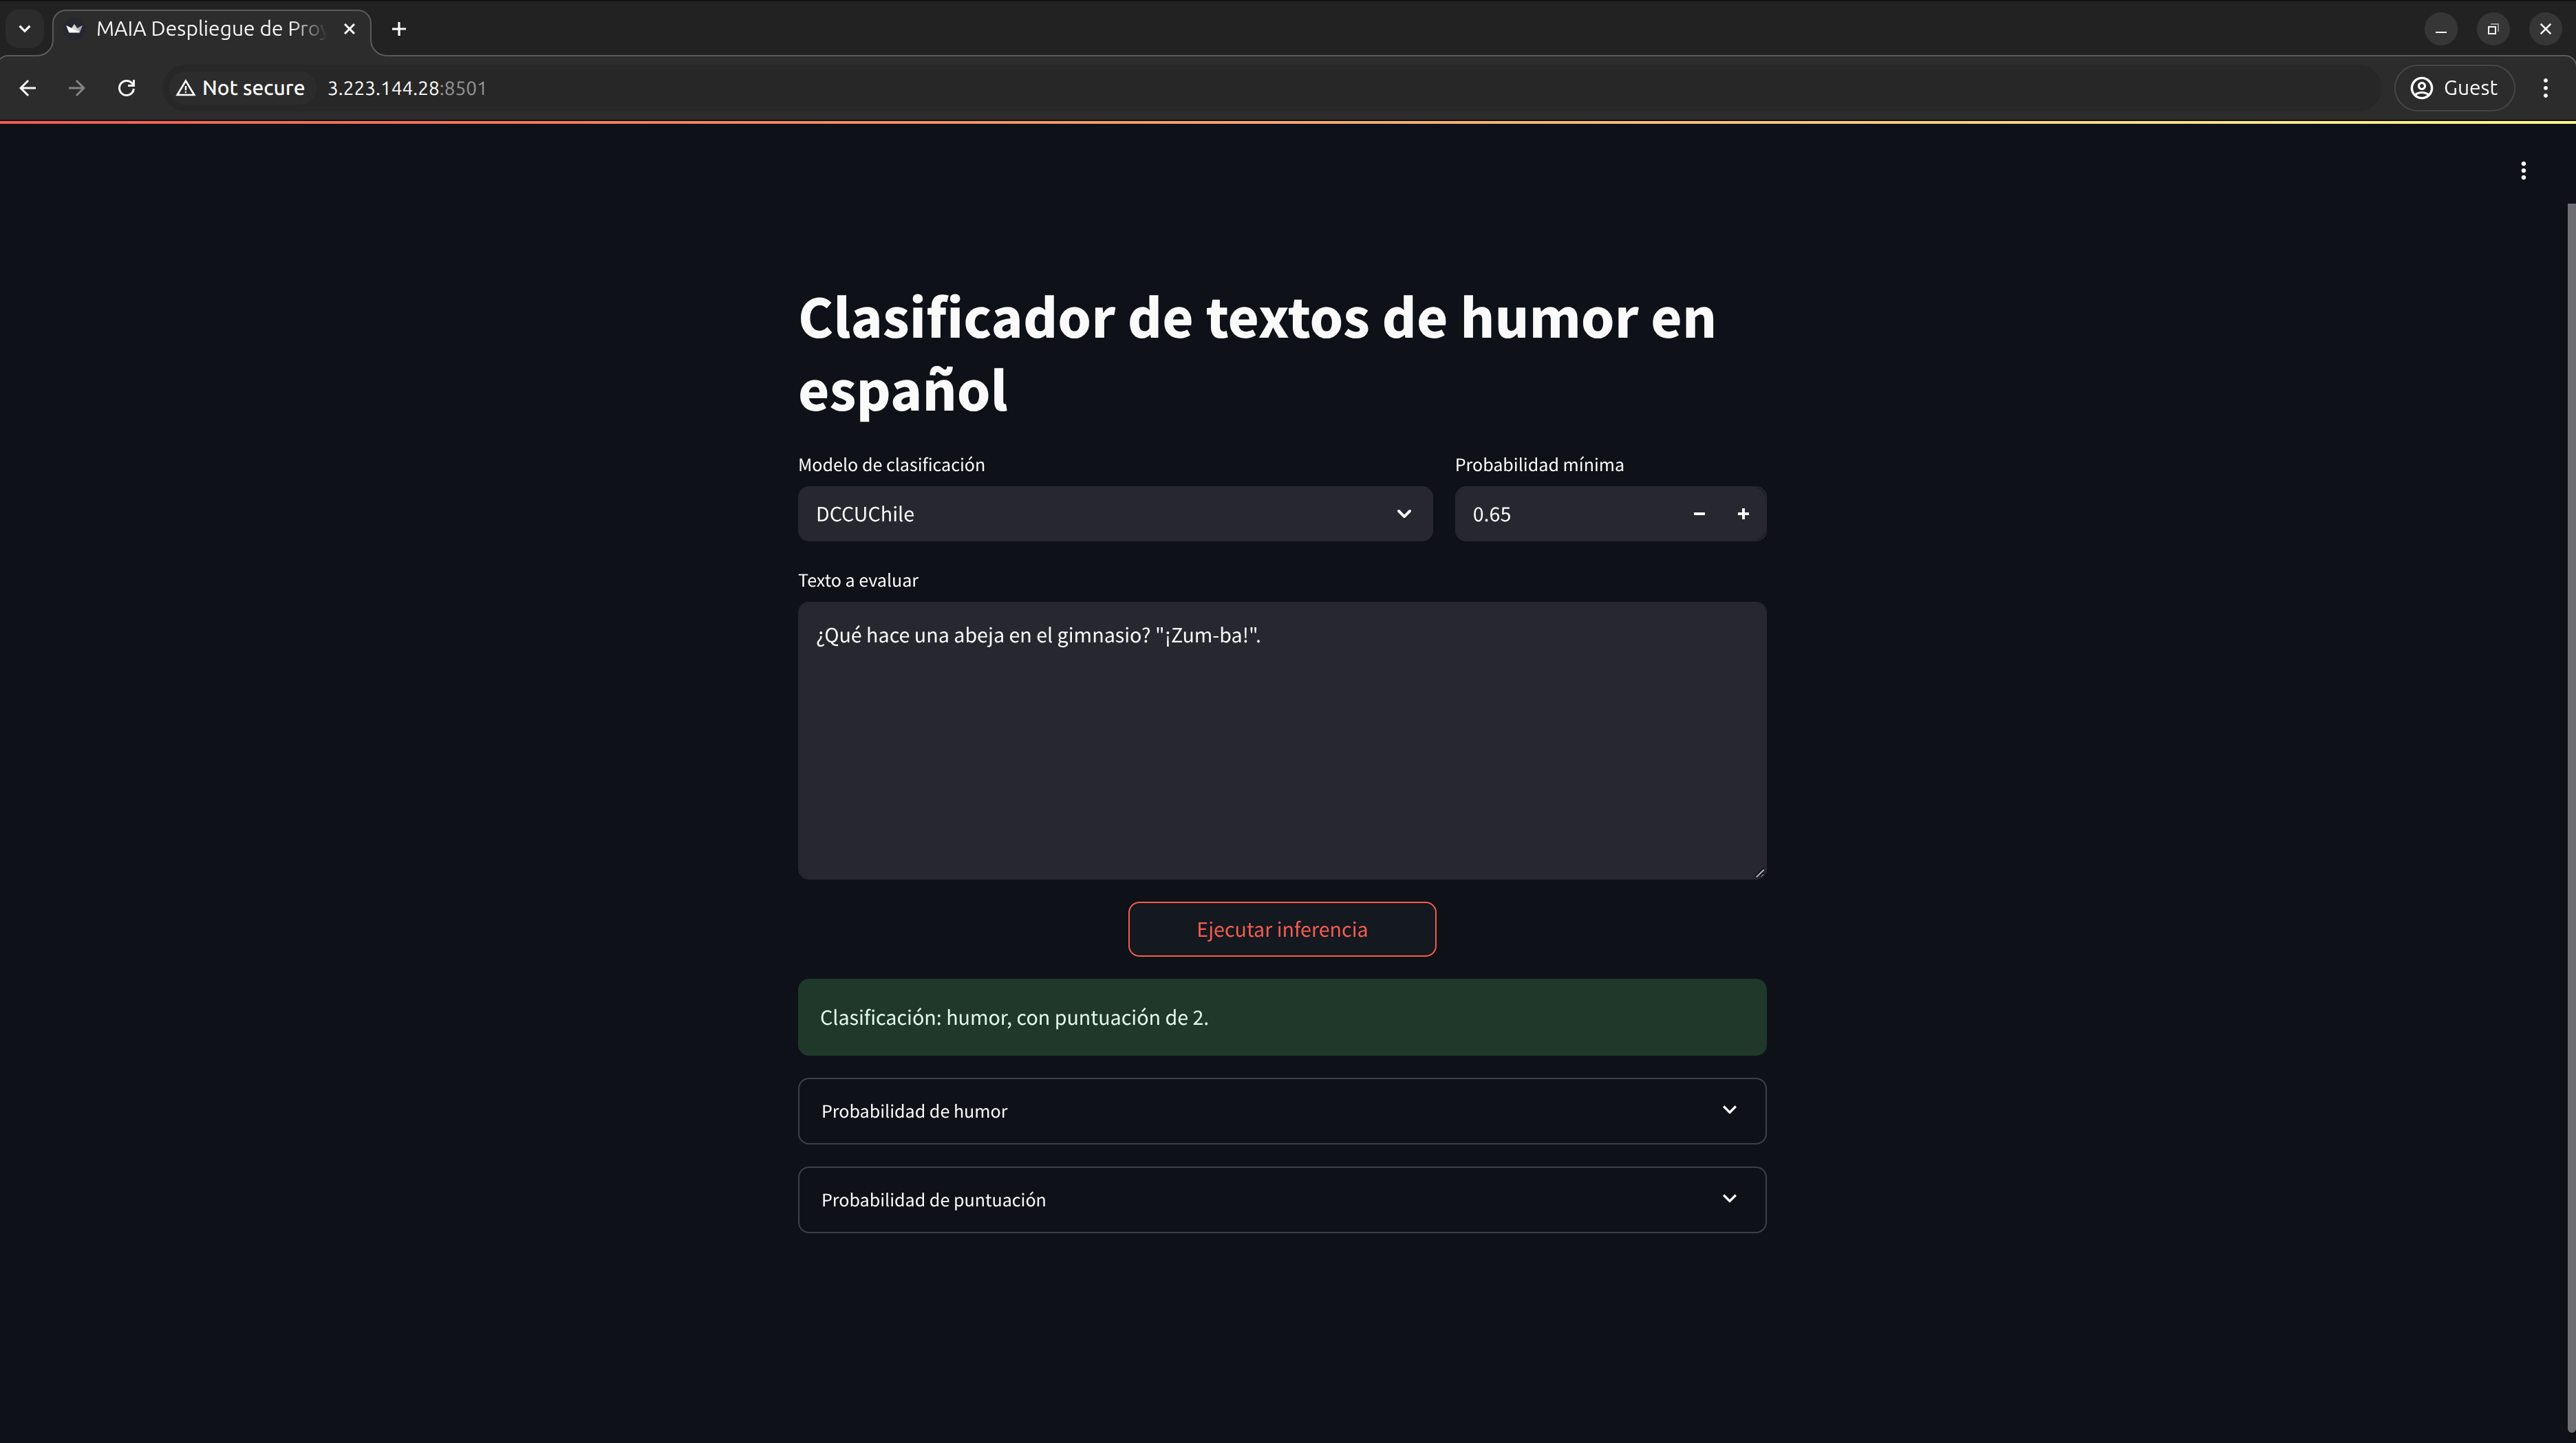 MAIA Despliegue de Proy
Not secure 3.223.144.28:8501 Guest
Clasificador de textos de humor en
español
Modelo de clasificación Probabilidad mínima
DCCUChile 0.65
Texto a evaluar
¿Qué hace una abeja en el gimnasio? "¡Zum-ba!".
Ejecutar inferencia
Clasificación: humor, con puntuación de 2.
Probabilidad de humor
Probabilidad de puntuación